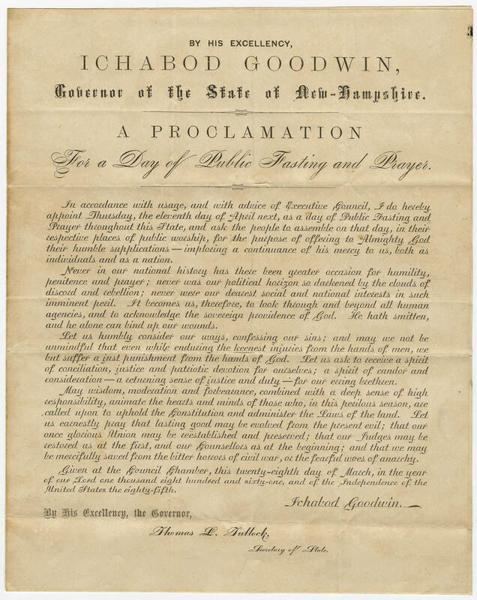 BY HIS EXCELLENCY,
ICHABOD GOODWIN,
Governor of the State of New-Hampshire.
A PROCLAMATION
For a Day of Public Fasting and Prayer.
In accordance with usage, and with advice of Executive Council, I do hereby
appoint Thursday, the eleventh day of April next, as a day of Public Fasting and
Prayer throughout this State, and ask the people to assemble on that day, in their
respective places of public worship, for the purpose of offering to Almighty God
their humble supplications—imploring a continuance of his mercy to us, both as
individuals and as a nation.
Never in our national history has there been greater occasion for humility,
penitence and prayer; never was our political horizon so darkened by the clouds of
discord and rebellion; never were our dearest social and national interests in such
imminent peril. It becomes us, therefore, to look through and beyond all human
agencies, and to acknowledge the sovereign providence of God. He hath smitten,
and he alone can bind up our wounds.
Let us humbly consider our ways, confessing our sins; and may we not be
unmindful that even while enduring the keenest injuries from the hands of men, we
but suffer a just punishment from the hands of God. Let us ask to receive a spirit
of conciliation, justice and patriotic devotion for ourselves; a spirit of candor and
consideration—a returning sense of justice and duty—for our erring brethren.
May wisdom, moderation and forbearance, combined with a deep sense of high
responsibility, animate the hearts and minds of those who, in this perilous season, are
called upon to uphold the Constitution and administer the Laws of the land. Let
us earnestly pray that lasting good may be evolved from the present evil; that our
once glorious Union may be reestablished and preserved; that our Judges may be
restored as at the first, and our Counsellors as at the beginning; and that we may
be mercifully saved from the bitter horrors of civil war, or the fearful woes of anarchy.
Given at the Council Chamber, this twenty-eighth day of March, in the year
of our Lord one thousand eight hundred and sixty-one, and of the Independence of the
United States the eighty-fifth.
Ichabod Goodwin.
By His Excellency, the Governor,
Thomas L. Tullock,
Secretary of State.